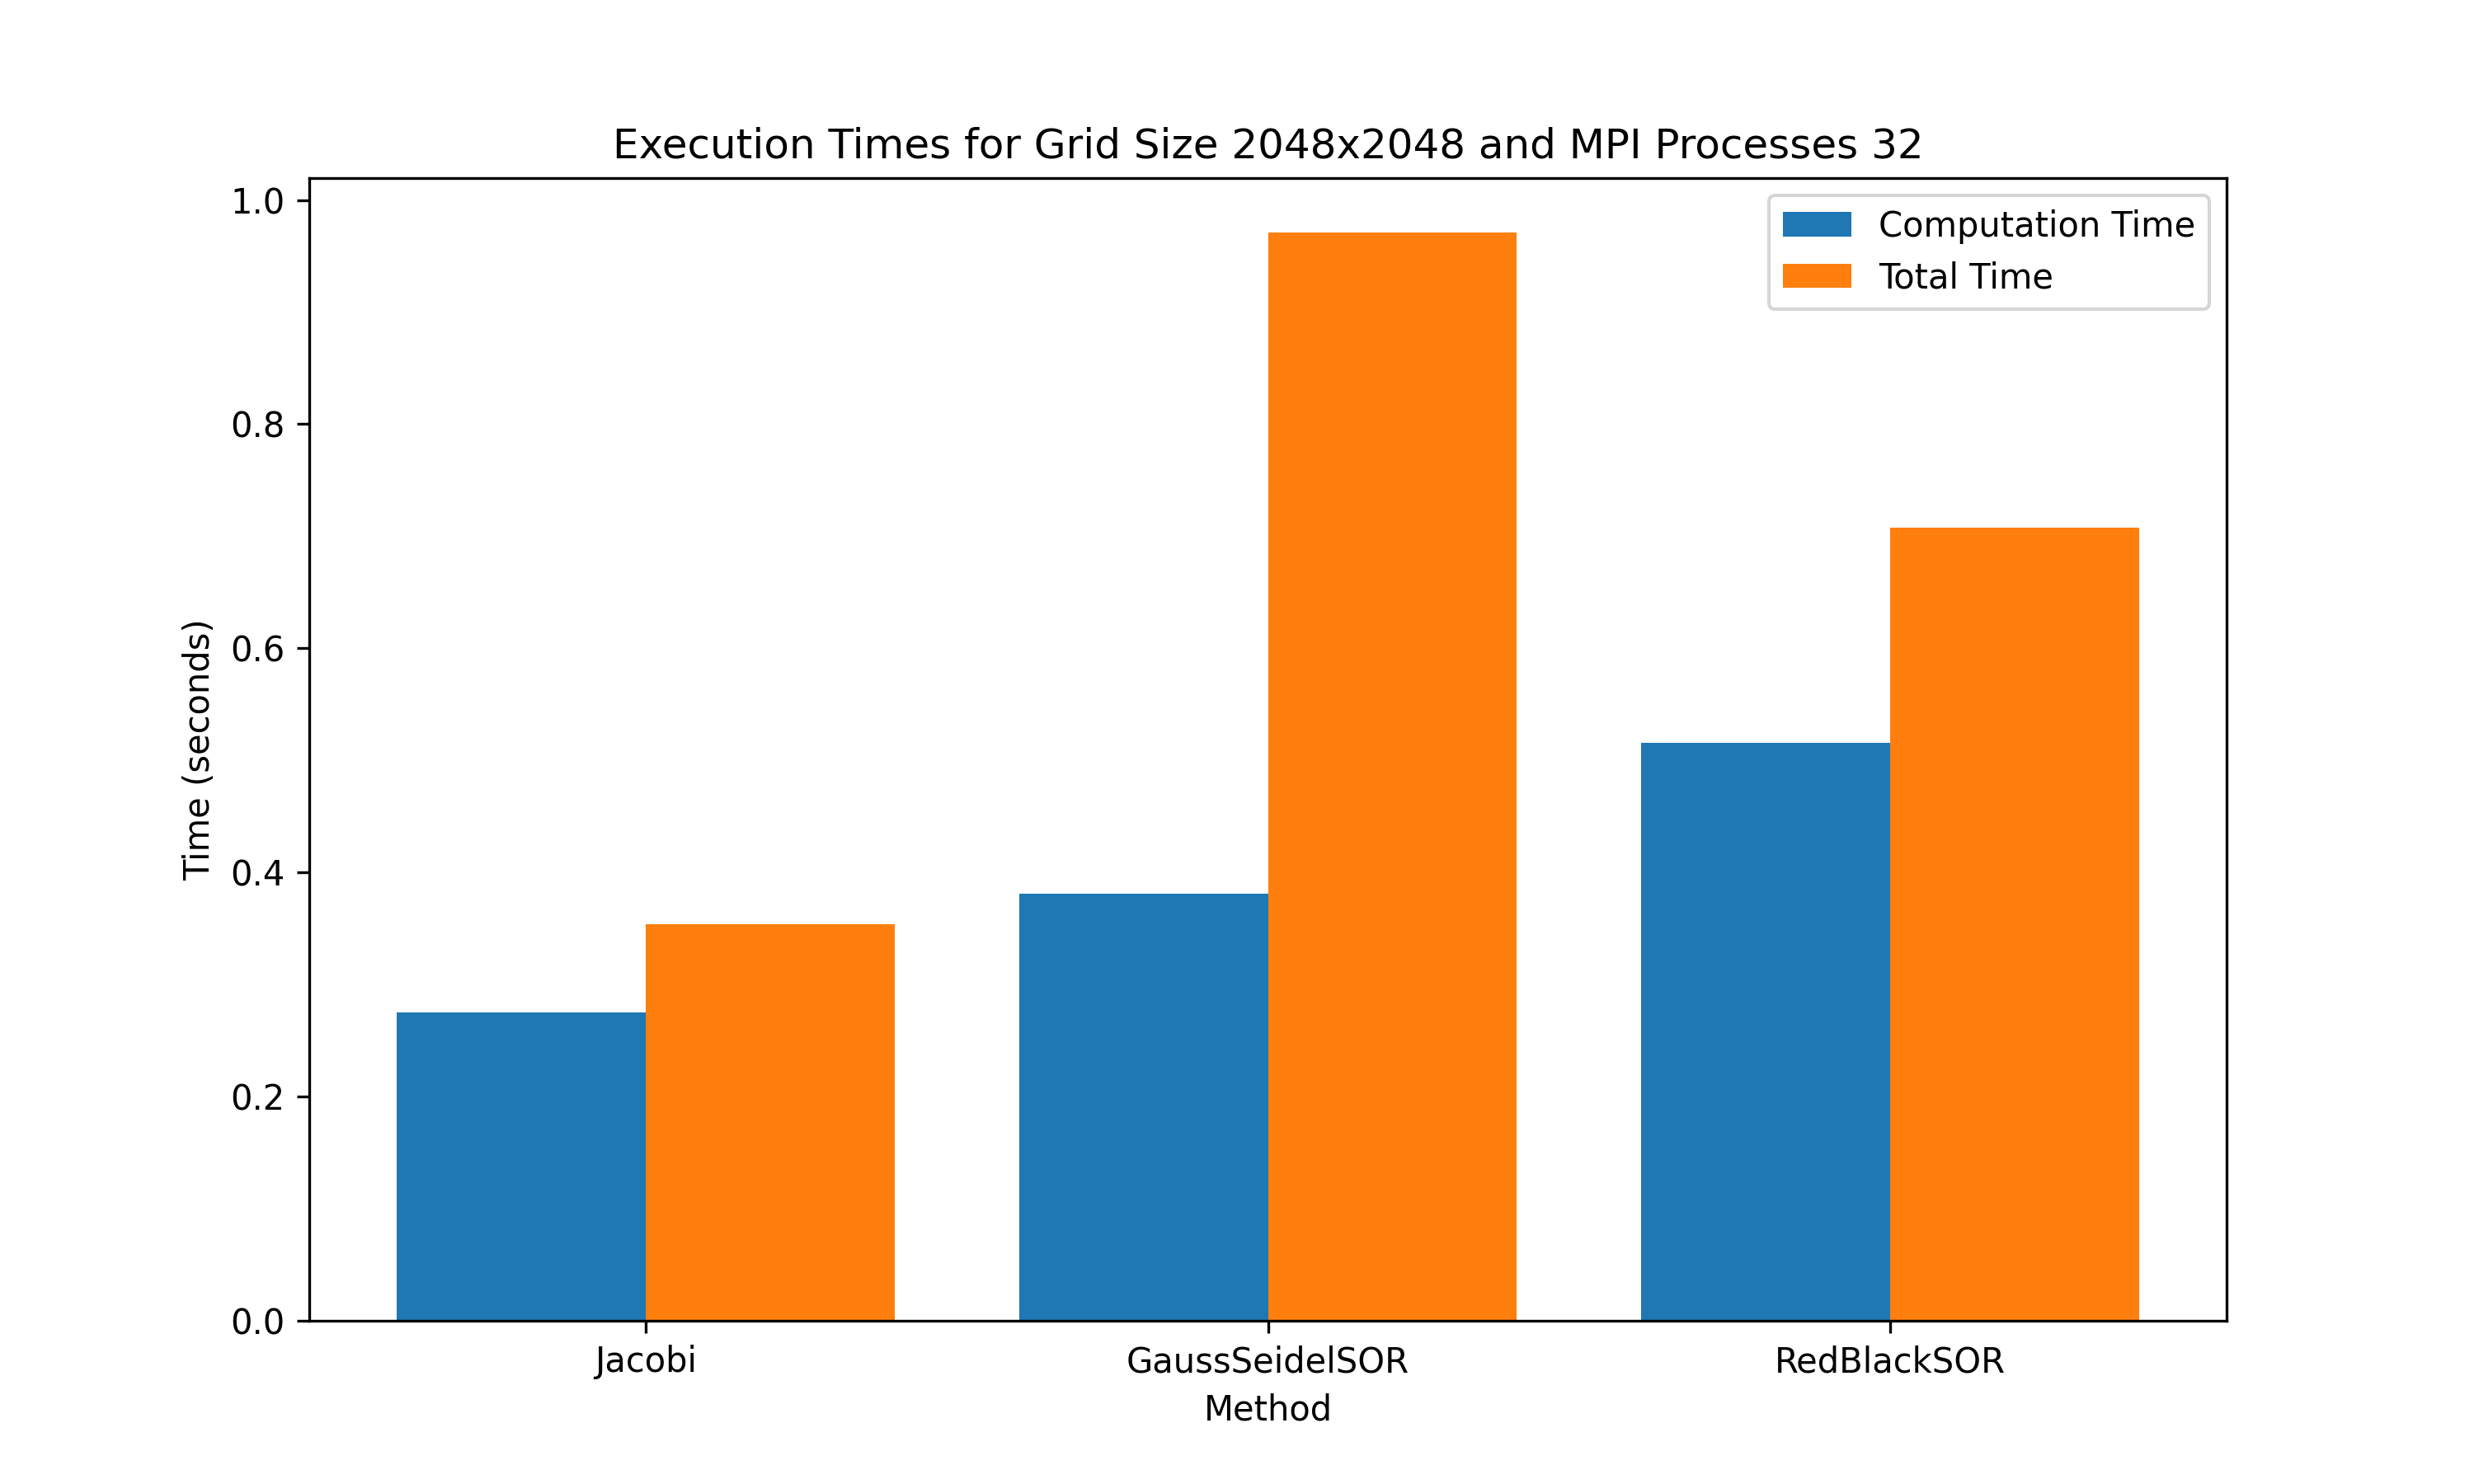 Execution Times for Grid Size 2048x2048 and MPI Processes 32
Computation Time
Total Time
1.0
0.8
0.6
0.4
0.2
0.0
Time (seconds)
Jacobi
GaussSeidelSOR
RedBlackSOR
Method